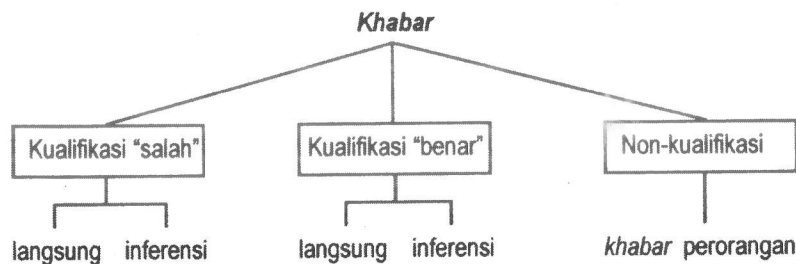 Khabar
Kualifikasi “salah” Kualifikasi “benar” Non-kualifikasi
langsung inferensi langsung inferensi khabar perorangan